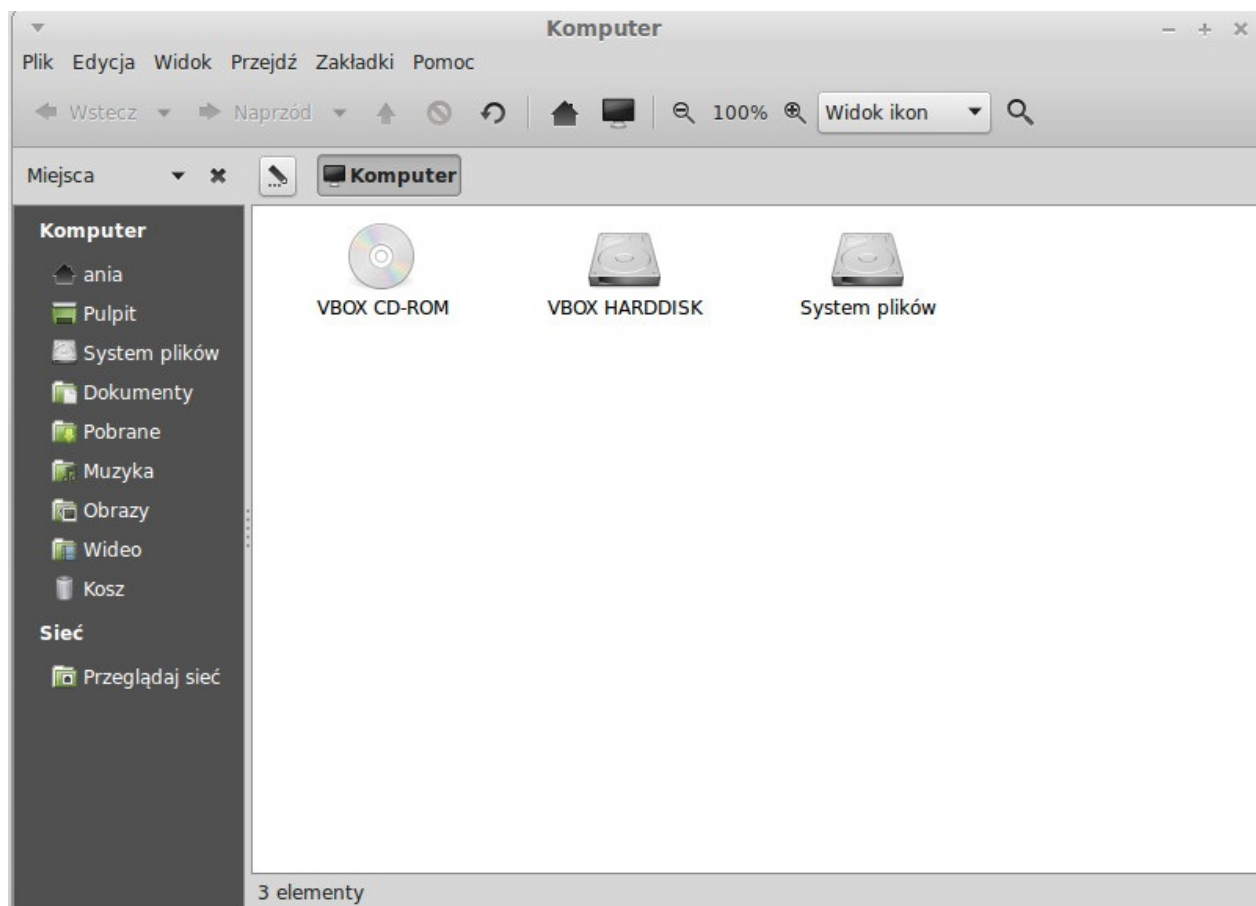 Komputer
Plik Edycja Widok Przejdź Zakładki Pomoc
Wstecz Naprzód 100% Widok ikon
Miejsca Komputer
Komputer
ania
Pulpit
System plików
Dokumenty
Pobrane
Muzyka
Obrazy
Wideo
Kosz
Sieć
Przeglądaj sieć
VBOX CD-ROM VBOX HARDDISK System plików
3 elementy